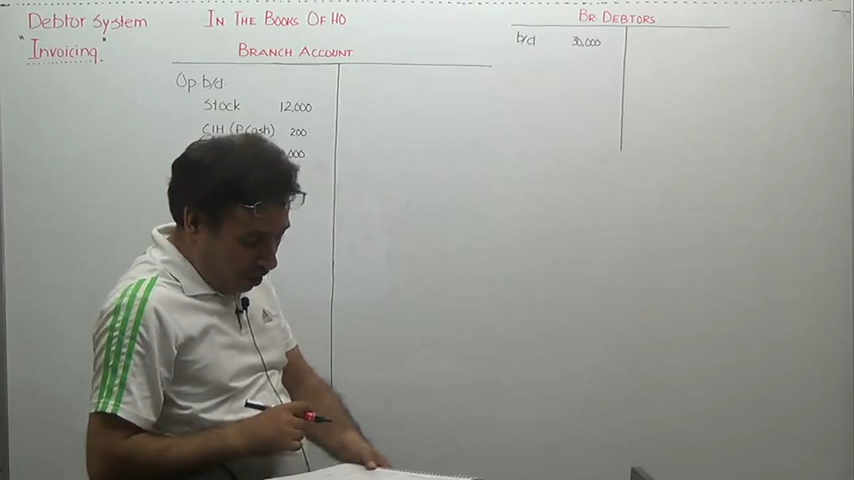 Debtor System
"Invoicing"
In The Books Of HO
Branch Account
Op b/d
Stock 12,000
CIH (P.Cash) 200
000
Br. Debtors
b/d 30,000